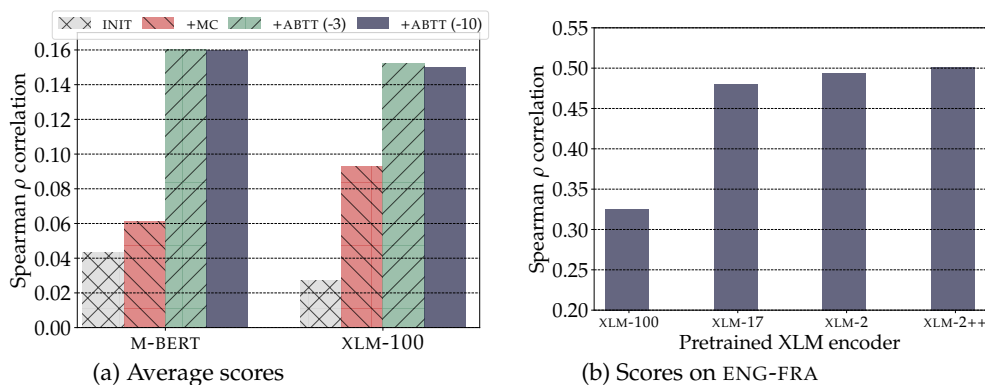 INIT +MC +ABTT (-3) +ABTT (-10)
Spearman ρ correlation
0.16
0.14
0.12
0.10
0.08
0.06
0.04
0.02
0.00
M-BERT XLM-100
(a) Average scores
Spearman ρ correlation
0.55
0.50
0.45
0.40
0.35
0.30
0.25
0.20
XLM-100 XLM-17 XLM-2 XLM-2++
Pretrained XLM encoder
(b) Scores on ENG-FRA